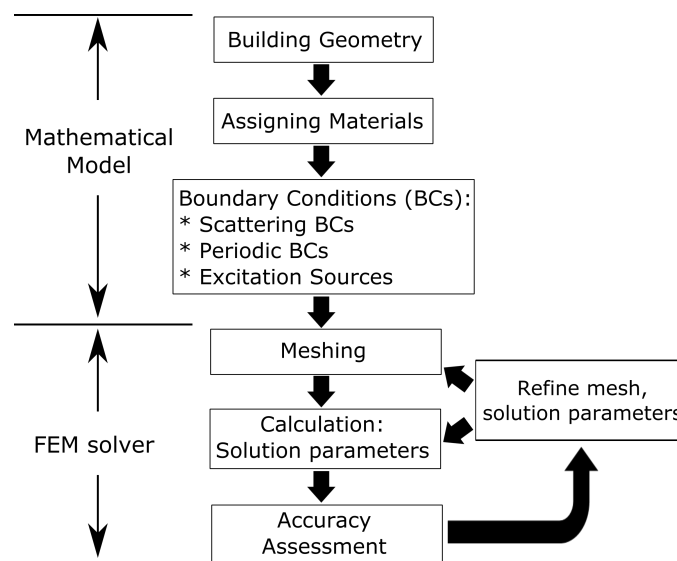 Building Geometry
Assigning Materials
Mathematical
Model
Boundary Conditions (BCs):
* Scattering BCs
* Periodic BCs
* Excitation Sources
Meshing
Refine mesh,
solution parameters
Calculation:
Solution parameters
FEM solver
Accuracy
Assessment